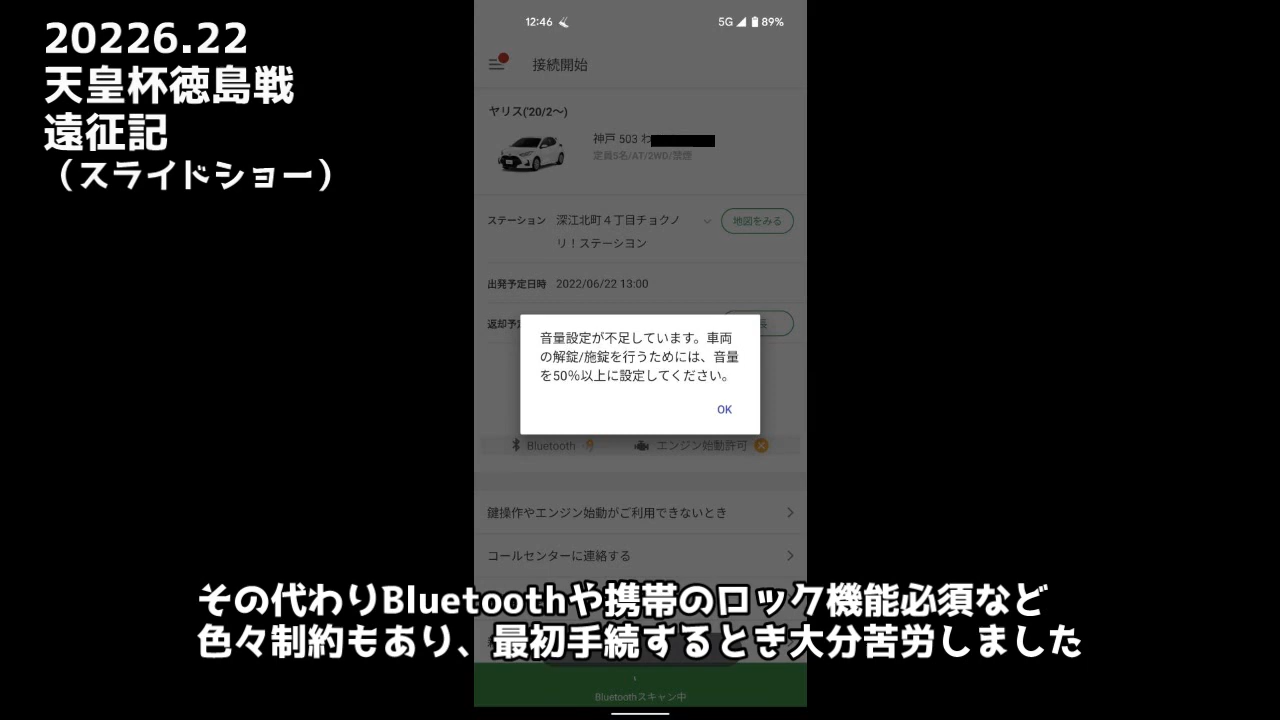 20226.22
天皇杯徳島戦
遠征記
（スライドショー）
12:46
5G 89%
接続開始
ヤリス('20/2〜)
神戸 503 わ
定員5名/AT/2WD/禁煙
ステーション 深江北町４丁目チョクノ
リ！ステーション
地図をみる
出発予定日時 2022/06/22 13:00
返却予
音量設定が不足しています。車両
の解錠/施錠を行うためには、音量
を50%以上に設定してください。
OK
Bluetooth エンジン始動許可
鍵操作やエンジン始動がご利用できないとき
コールセンターに連絡する
その代わりBluetoothや携帯のロック機能必須など
色々制約もあり、最初手続するとき大分苦労しました
Bluetoothスキャン中